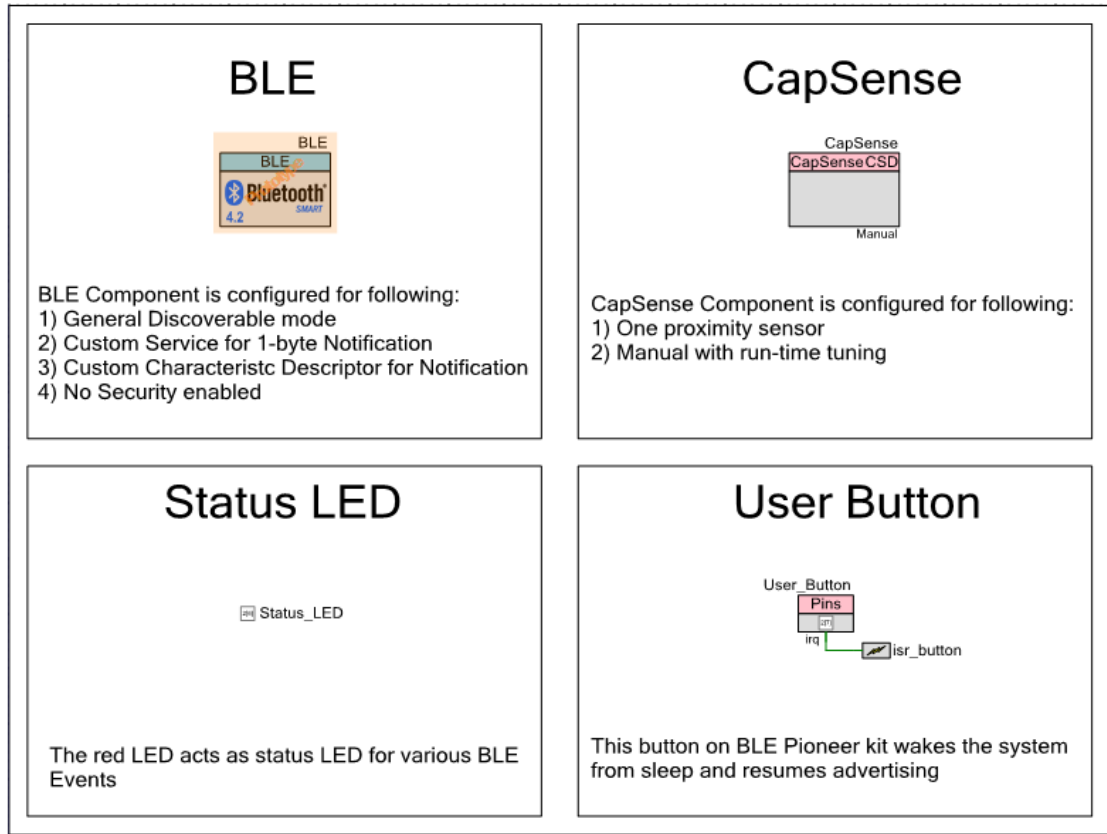 BLE
BLE
BLE
prototype
Bluetooth
SMART
4.2
BLE Component is configured for following:
1) General Discoverable mode
2) Custom Service for 1-byte Notification
3) Custom Characteristc Descriptor for Notification
4) No Security enabled
CapSense
CapSense
CapSense CSD
Manual
CapSense Component is configured for following:
1) One proximity sensor
2) Manual with run-time tuning
Status LED
Status_LED
The red LED acts as status LED for various BLE
Events
User Button
User_Button
Pins
irq
isr_button
This button on BLE Pioneer kit wakes the system
from sleep and resumes advertising